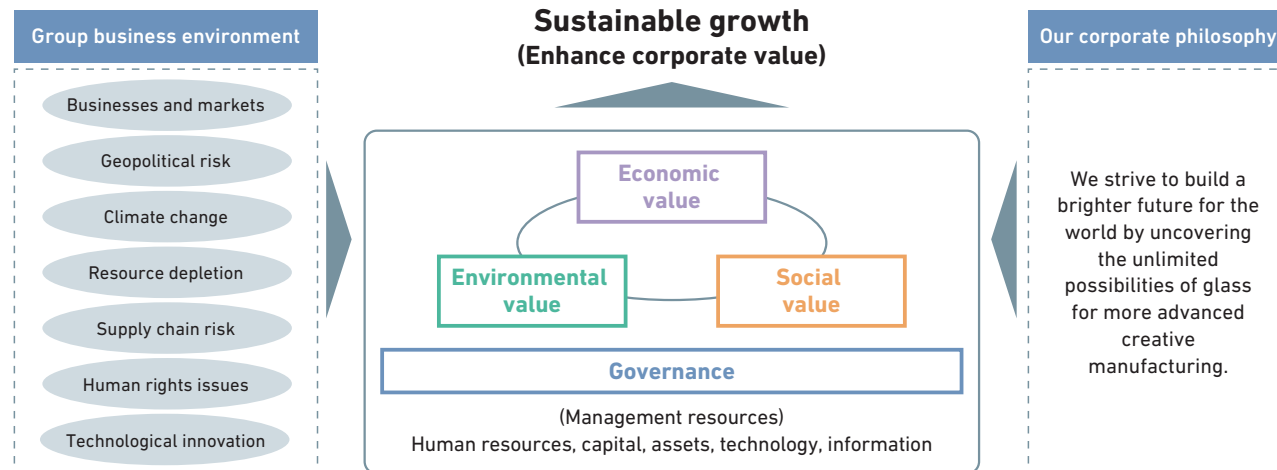 Group business environment
Businesses and markets
Geopolitical risk
Climate change
Resource depletion
Supply chain risk
Human rights issues
Technological innovation
Sustainable growth
(Enhance corporate value)
Economic
value
Environmental
value
Social
value
Governance
(Management resources)
Human resources, capital, assets, technology, information
Our corporate philosophy
We strive to build a
brighter future for the
world by uncovering
the unlimited
possibilities of glass
for more advanced
creative
manufacturing.